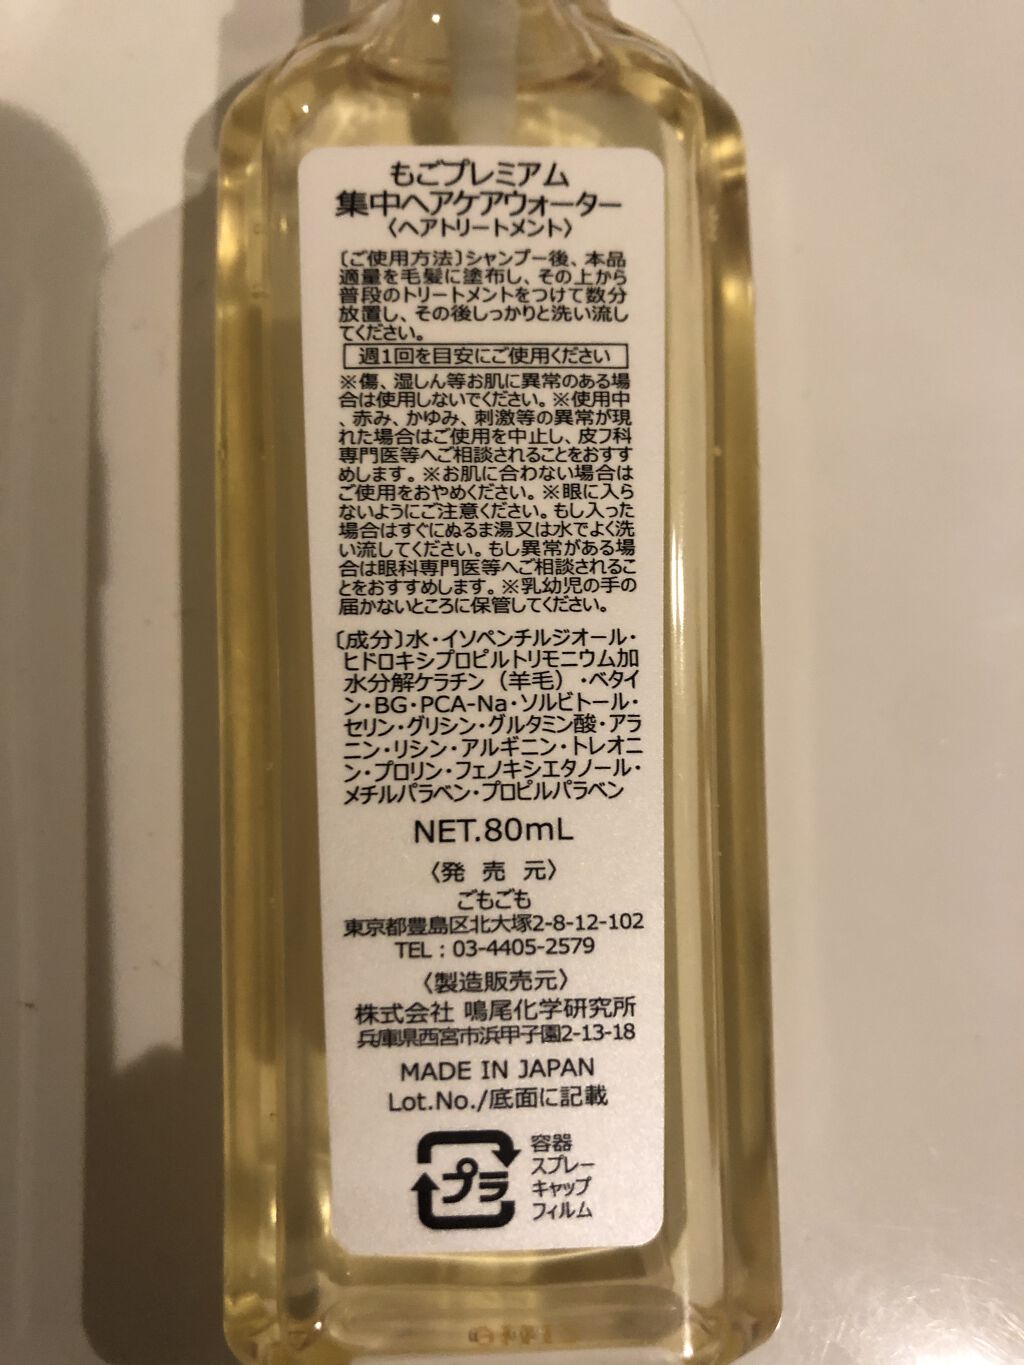 もごプレミアム
集中ヘアケアウォーター
〈ヘアトリートメント〉
〔ご使用方法〕シャンプー後、本品
適量を毛髪に塗布し、その上から
普段のトリートメントをつけて数分
放置し、その後しっかりと洗い流し
てください。
週1回を目安にご使用ください
※傷、湿しん等お肌に異常のある場
合は使用しないでください。※使用中
、赤み、かゆみ、刺激等の異常が現
れた場合はご使用を中止し、皮フ科
専門医等へご相談されることをおすす
めします。※お肌に合わない場合は
ご使用をおやめください。※眼に入ら
ないようにご注意ください。もし入った
場合はすぐにぬるま湯又は水でよく洗
い流してください。もし異常がある場
合は眼科専門医等へご相談されるこ
とをおすすめします。※乳幼児の手の
届かないところに保管してください。
〔成分〕水・イソペンチルジオール・
ヒドロキシプロピルトリモニウム加
水分解ケラチン（羊毛）・ベタイ
ン・BG・PCA-Na・ソルビトール・
セリン・グリシン・グルタミン酸・アラ
ニン・リシン・アルギニン・トレオニ
ン・プロリン・フェノキシエタノール・
メチルパラベン・プロピルパラベン
NET.80mL
〈発 売 元〉
ごもごも
東京都豊島区北大塚2-8-12-102
TEL：03-4405-2579
〈製造販売元〉
株式会社 鳴尾化学研究所
兵庫県西宮市浜甲子園2-13-18
MADE IN JAPAN
Lot.No./底面に記載
プラ
容器
スプレー
キャップ
フィルム